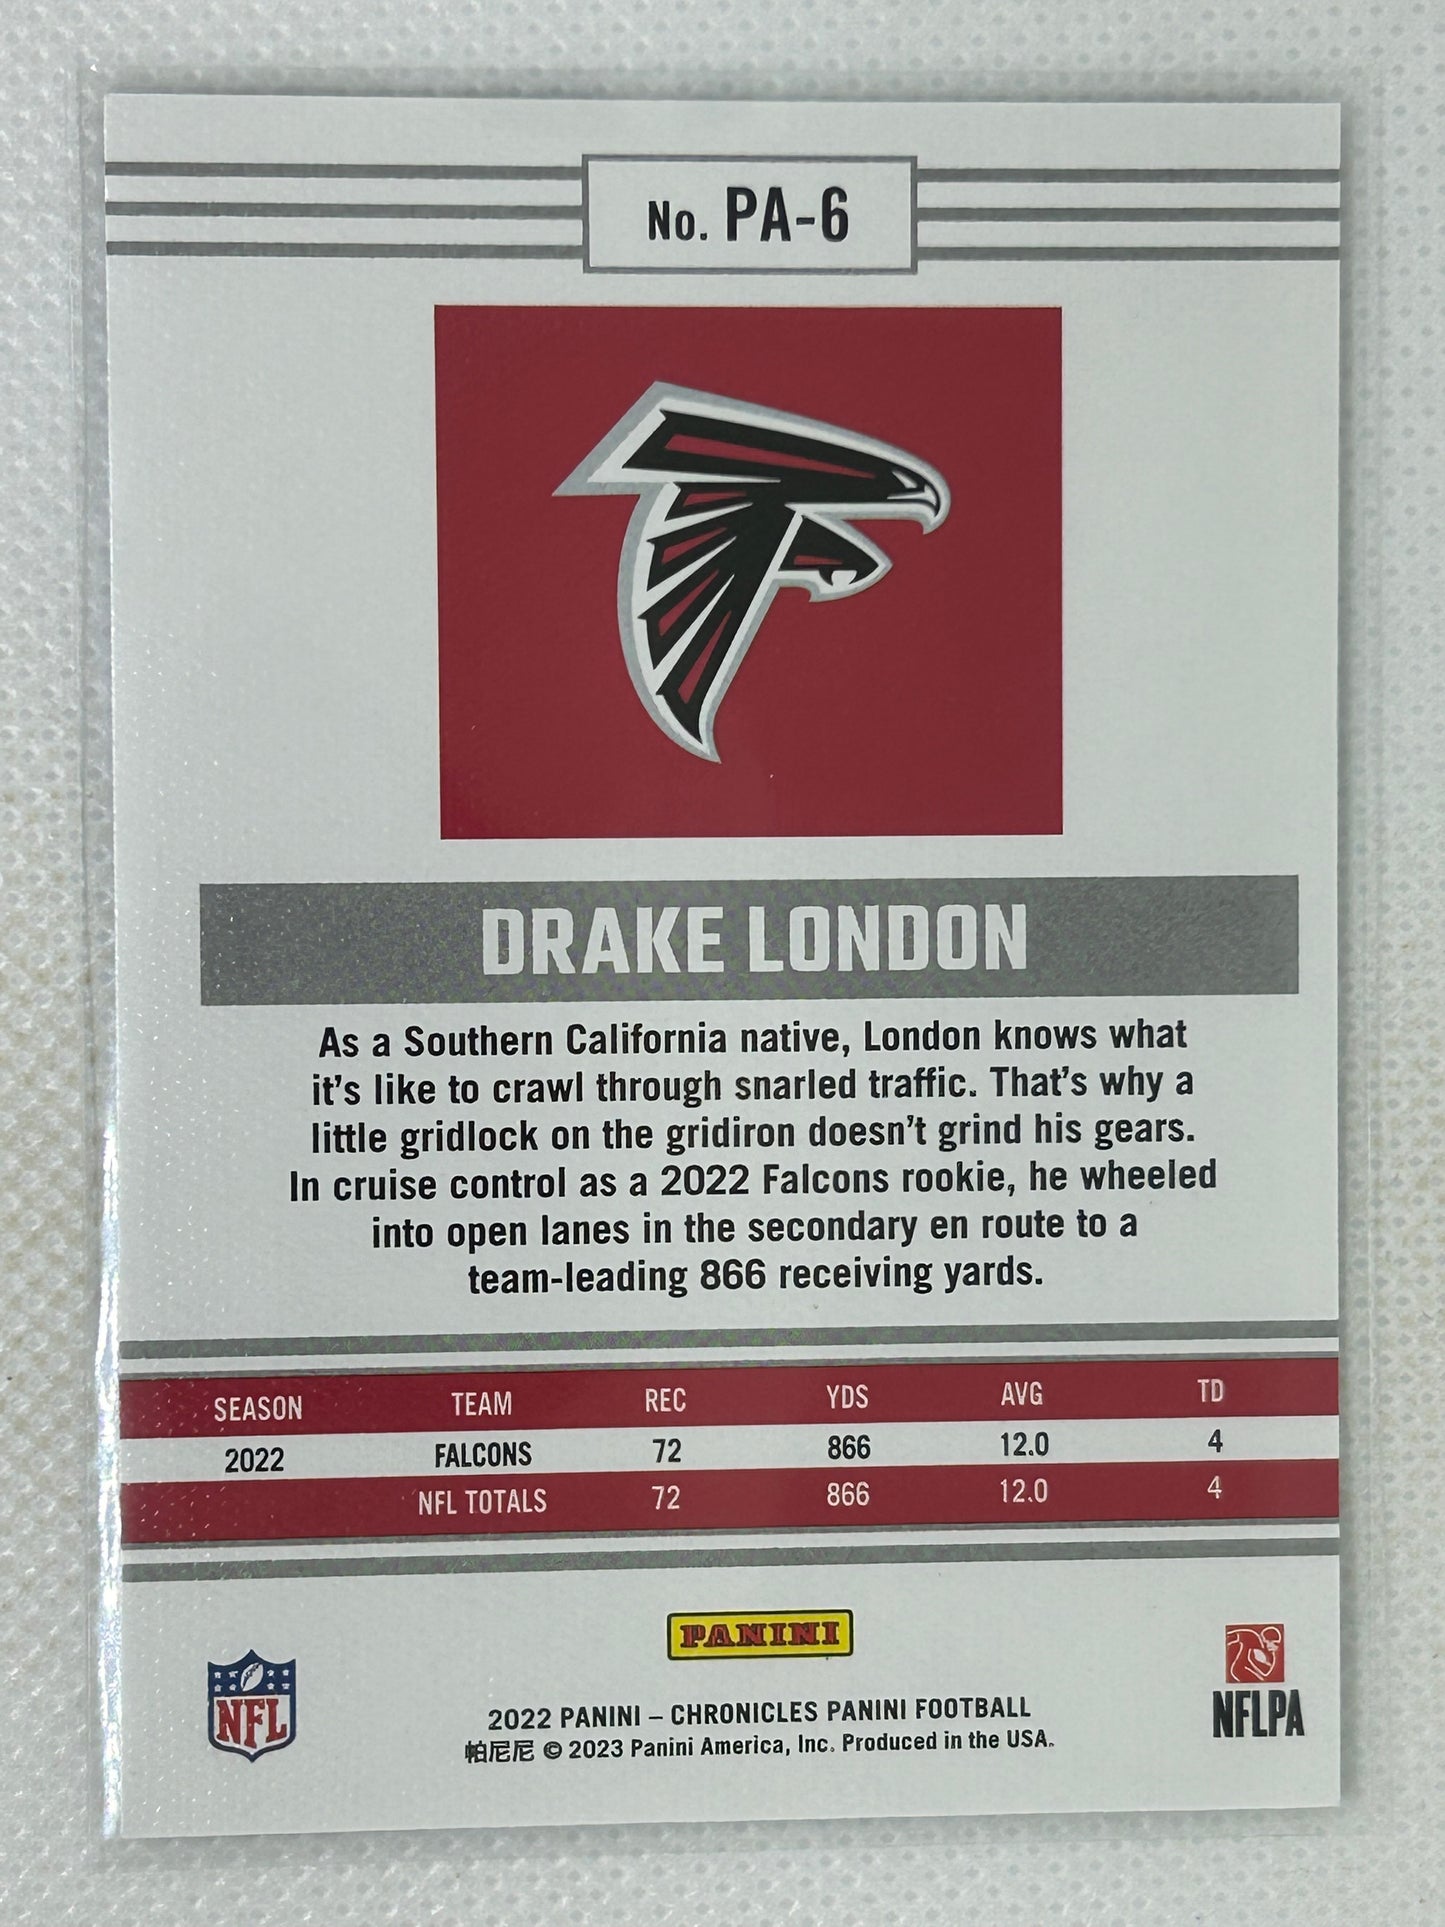 No. PA-6
DRAKE LONDON
As a Southern California native, London knows what
it's like to crawl through snarled traffic. That's why a
little gridlock on the gridiron doesn't grind his gears.
In cruise control as a 2022 Falcons rookie, he wheeled
into open lanes in the secondary en route to a
team-leading 866 receiving yards.
SEASON TEAM REC YDS AVG TD
2022 FALCONS 72 866 12.0 4
NFL TOTALS 72 866 12.0 4
PANINI
NFL
2022 PANINI – CHRONICLES PANINI FOOTBALL
帕尼尼 © 2023 Panini America, Inc. Produced in the USA.
NFLPA